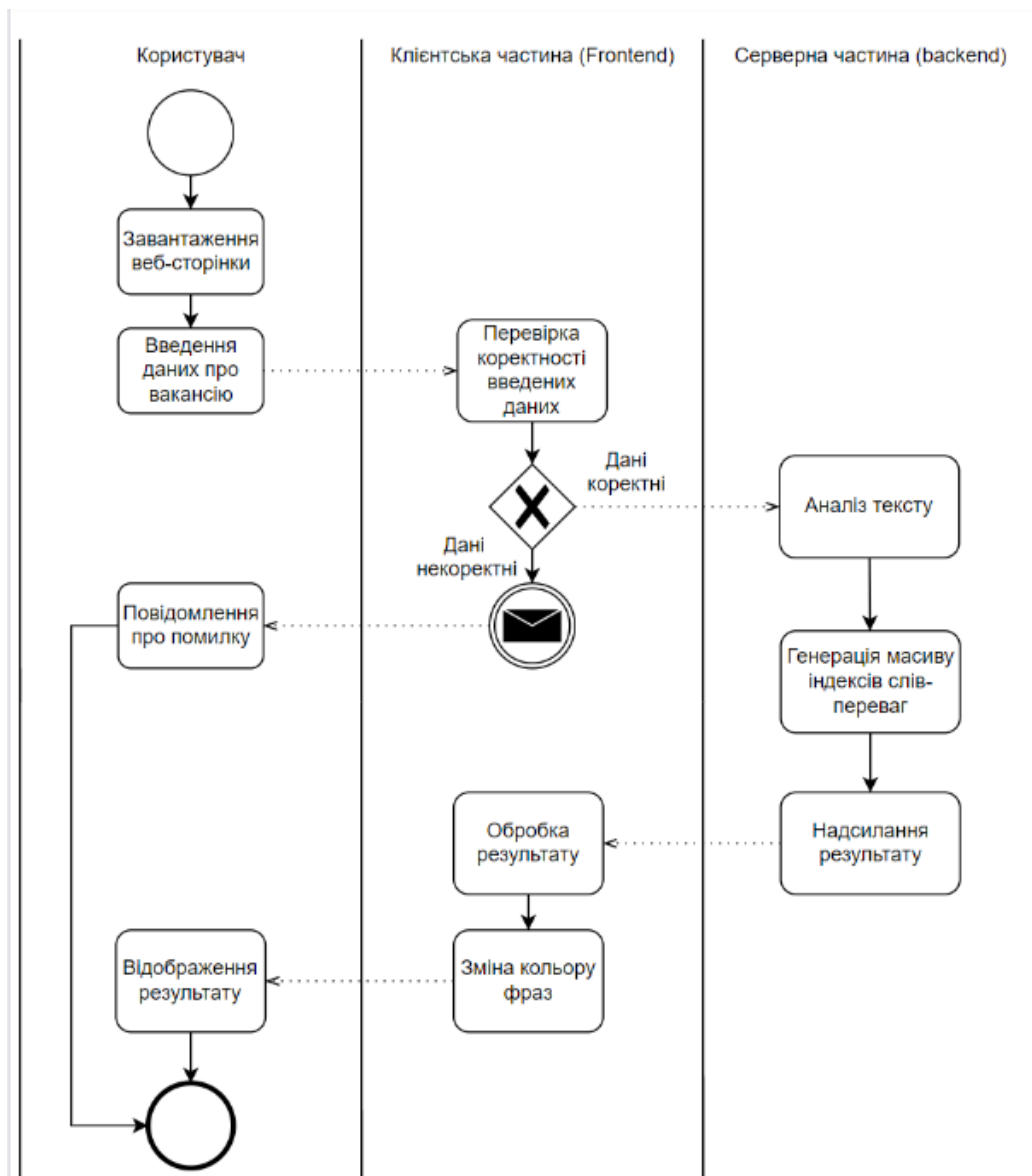 Користувач
Клієнтська частина (Frontend)
Серверна частина (backend)
Завантаження
веб-сторінки
Введення
даних про
вакансію
Перевірка
коректності
введених
даних
Дані
коректні
Аналіз тексту
Дані
некоректні
Повідомлення
про помилку
Генерація масиву
індексів слів-
переваг
Обробка
результату
Надсилання
результату
Відображення
результату
Зміна кольору
фраз